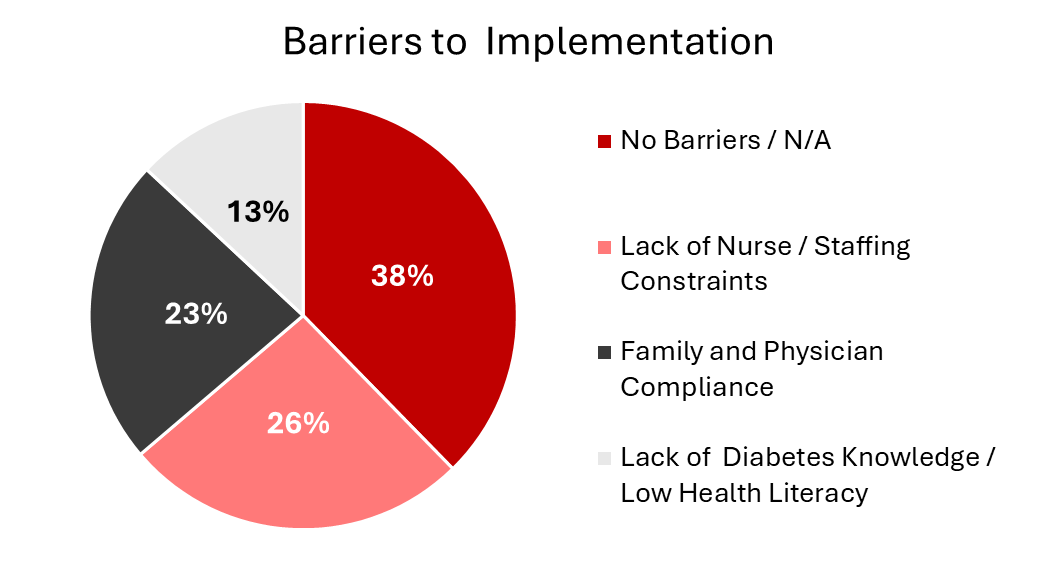 Barriers to  Implementation
13%
38%
23%
26%
No Barriers / N/A
Lack of Nurse / Staffing
Constraints
Family and Physician
Compliance
Lack of  Diabetes Knowledge /
Low Health Literacy